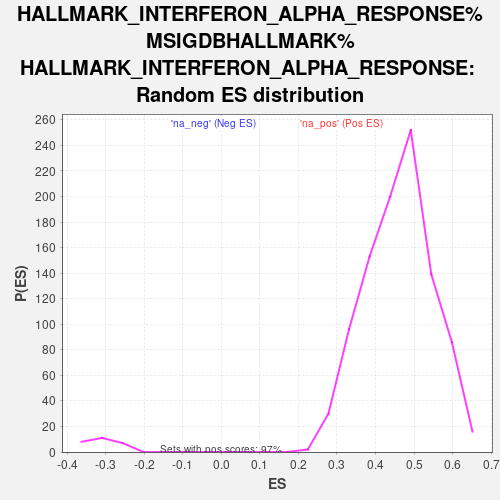 HALLMARK_INTERFERON_ALPHA_RESPONSE%
MSIGDBHALLMARK%
HALLMARK_INTERFERON_ALPHA_RESPONSE:
Random ES distribution
'na_neg' (Neg ES) 'na_pos' (Pos ES)
260
240
220
200
180
160
140
120
100
80
60
40
20
0
P(ES)
Sets with pos scores: 97%
-0.4 -0.3 -0.2 -0.1 0.0 0.1 0.2 0.3 0.4 0.5 0.6 0.7
ES